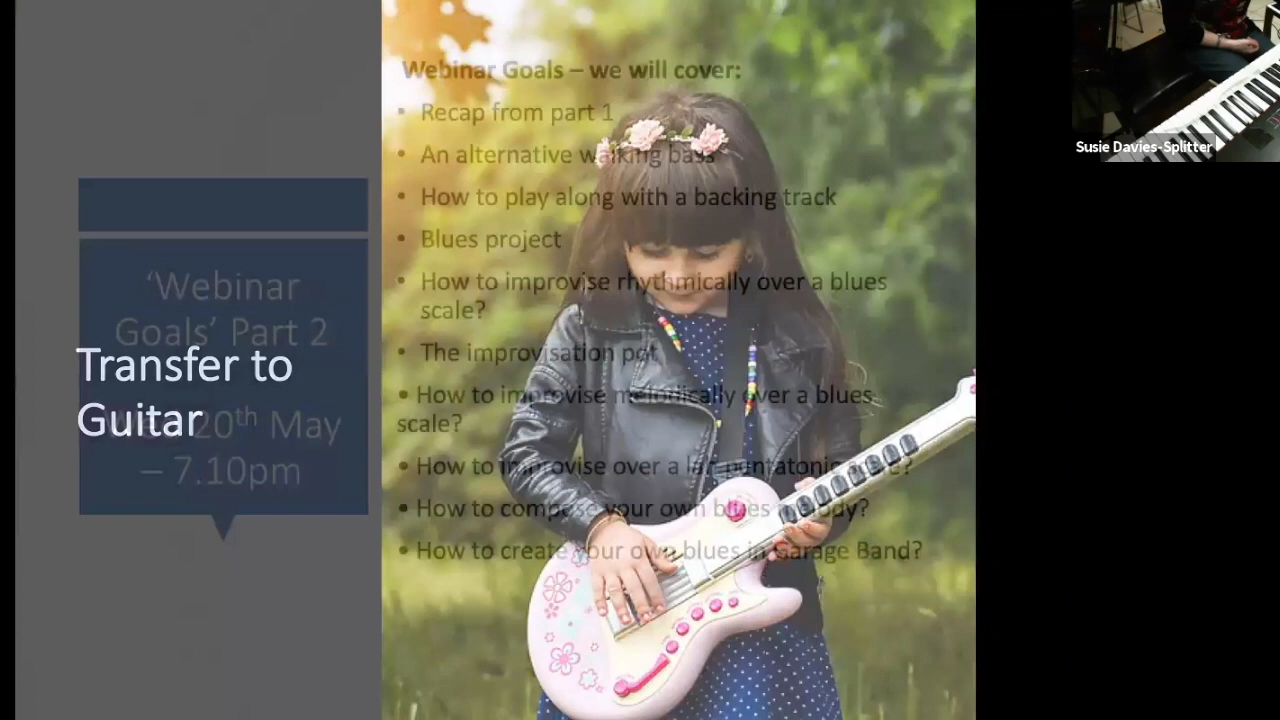 Webinar Goals – we will cover:
• Recap from part 1
• An alternative walking bass
• How to play along with a backing track
• Blues project
• How to improvise rhythmically over a blues
scale?
• The improvisation pot
• How to improvise melodically over a blues
scale?
• How to improvise over a la pentatonic scale?
• How to compose your own blues melody?
• How to create your own blues in Garage Band?
‘Webinar
Goals’ Part 2
20th May
– 7.10pm
Transfer to
Guitar
Susie Davies-Splitter